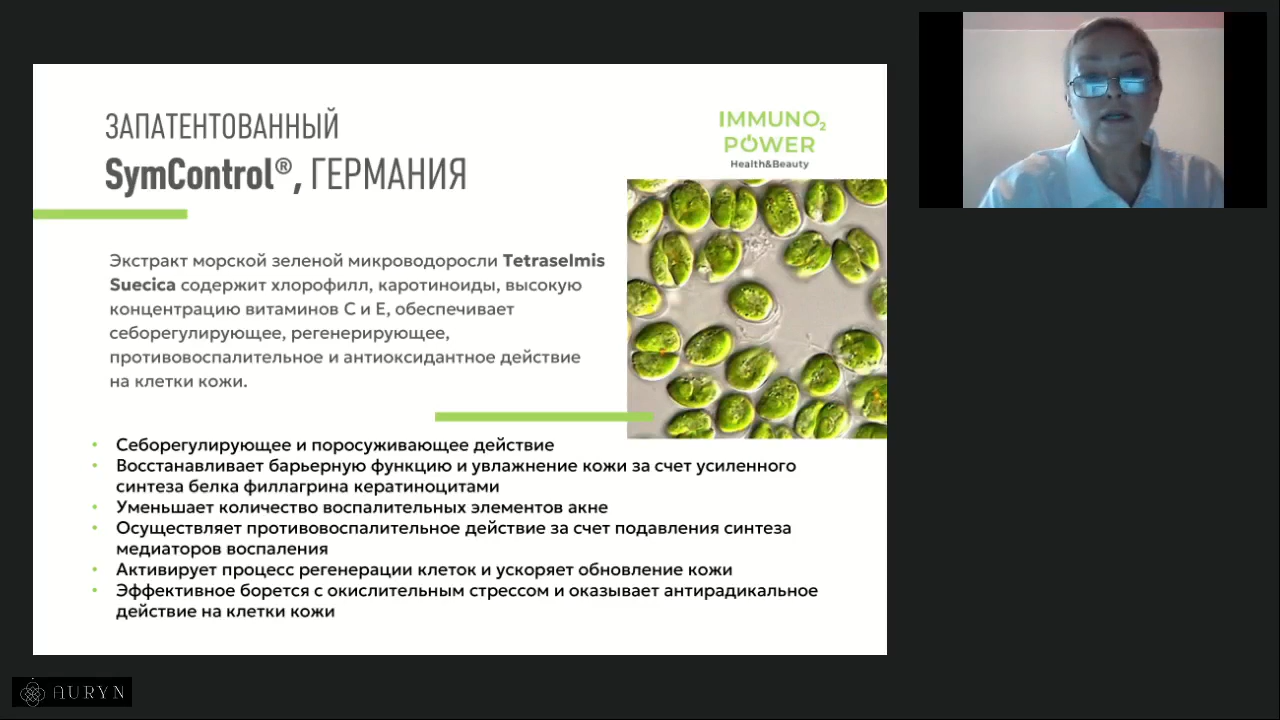 ЗАПАТЕНТОВАННЫЙ
SymControl®, ГЕРМАНИЯ
IMMUNO₂
POWER
Health&Beauty
Экстракт морской зеленой микроводоросли Tetraselmis
Suecica содержит хлорофилл, каротиноиды, высокую
концентрацию витаминов С и Е, обеспечивает
себорегулирующее, регенерирующее,
противовоспалительное и антиоксидантное действие
на клетки кожи.
• Себорегулирующее и поросуживающее действие
• Восстанавливает барьерную функцию и увлажнение кожи за счет усиленного
синтеза белка филлагрина кератиноцитами
• Уменьшает количество воспалительных элементов акне
• Осуществляет противовоспалительное действие за счет подавления синтеза
медиаторов воспаления
• Активирует процесс регенерации клеток и ускоряет обновление кожи
• Эффективное борется с окислительным стрессом и оказывает антирадикальное
действие на клетки кожи
AURYN